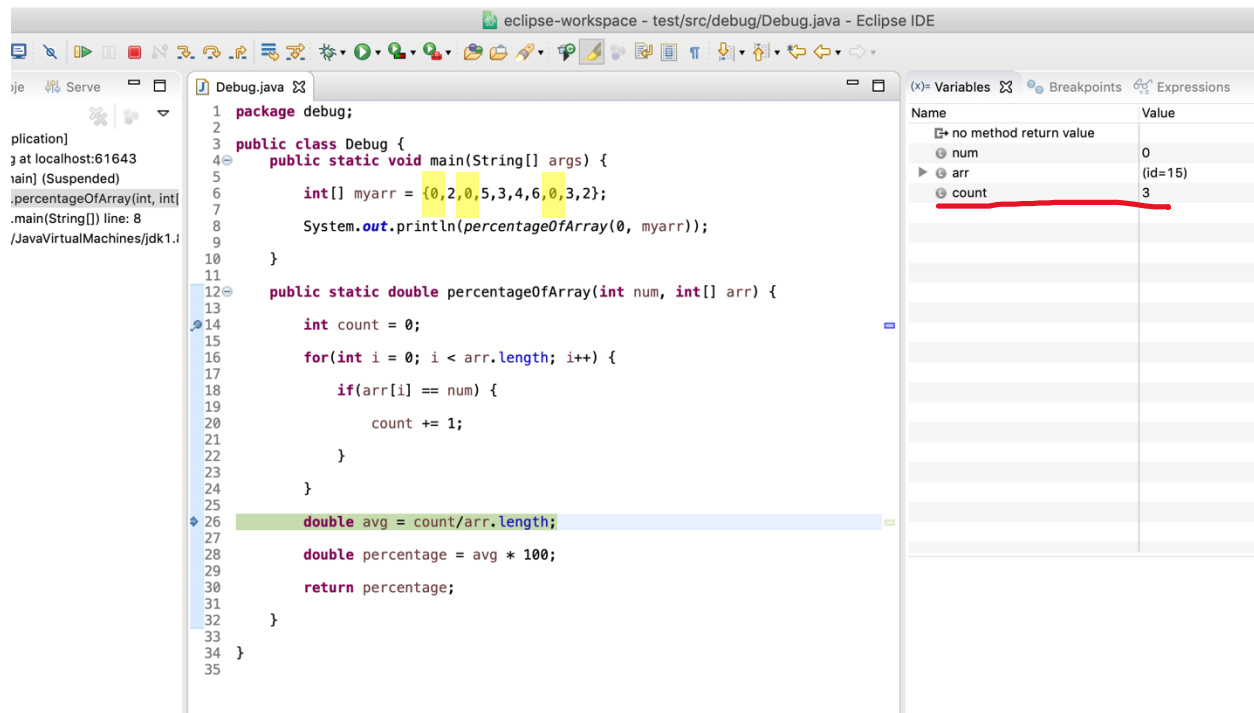 eclipse-workspace - test/src/debug/Debug.java - Eclipse IDE
oje Serve
plication]
g at localhost:61643
nain] (Suspended)
.percentageOfArray(int, int[
.main(String[]) line: 8
/JavaVirtualMachines/jdk1.8
Debug.java
1 package debug;
2
3 public class Debug {
4 public static void main(String[] args) {
5
6 int[] myarr = {0,2,0,5,3,4,6,0,3,2};
7
8 System.out.println(percentageOfArray(0, myarr));
9
10 }
11
12 public static double percentageOfArray(int num, int[] arr) {
13
14 int count = 0;
15
16 for(int i = 0; i < arr.length; i++) {
17
18 if(arr[i] == num) {
19
20 count += 1;
21
22 }
23
24 }
25
26 double avg = count/arr.length;
27
28 double percentage = avg * 100;
29
30 return percentage;
31
32 }
33
34 }
35
(x)= Variables Breakpoints Expressions
Name Value
no method return value
num 0
arr (id=15)
count 3